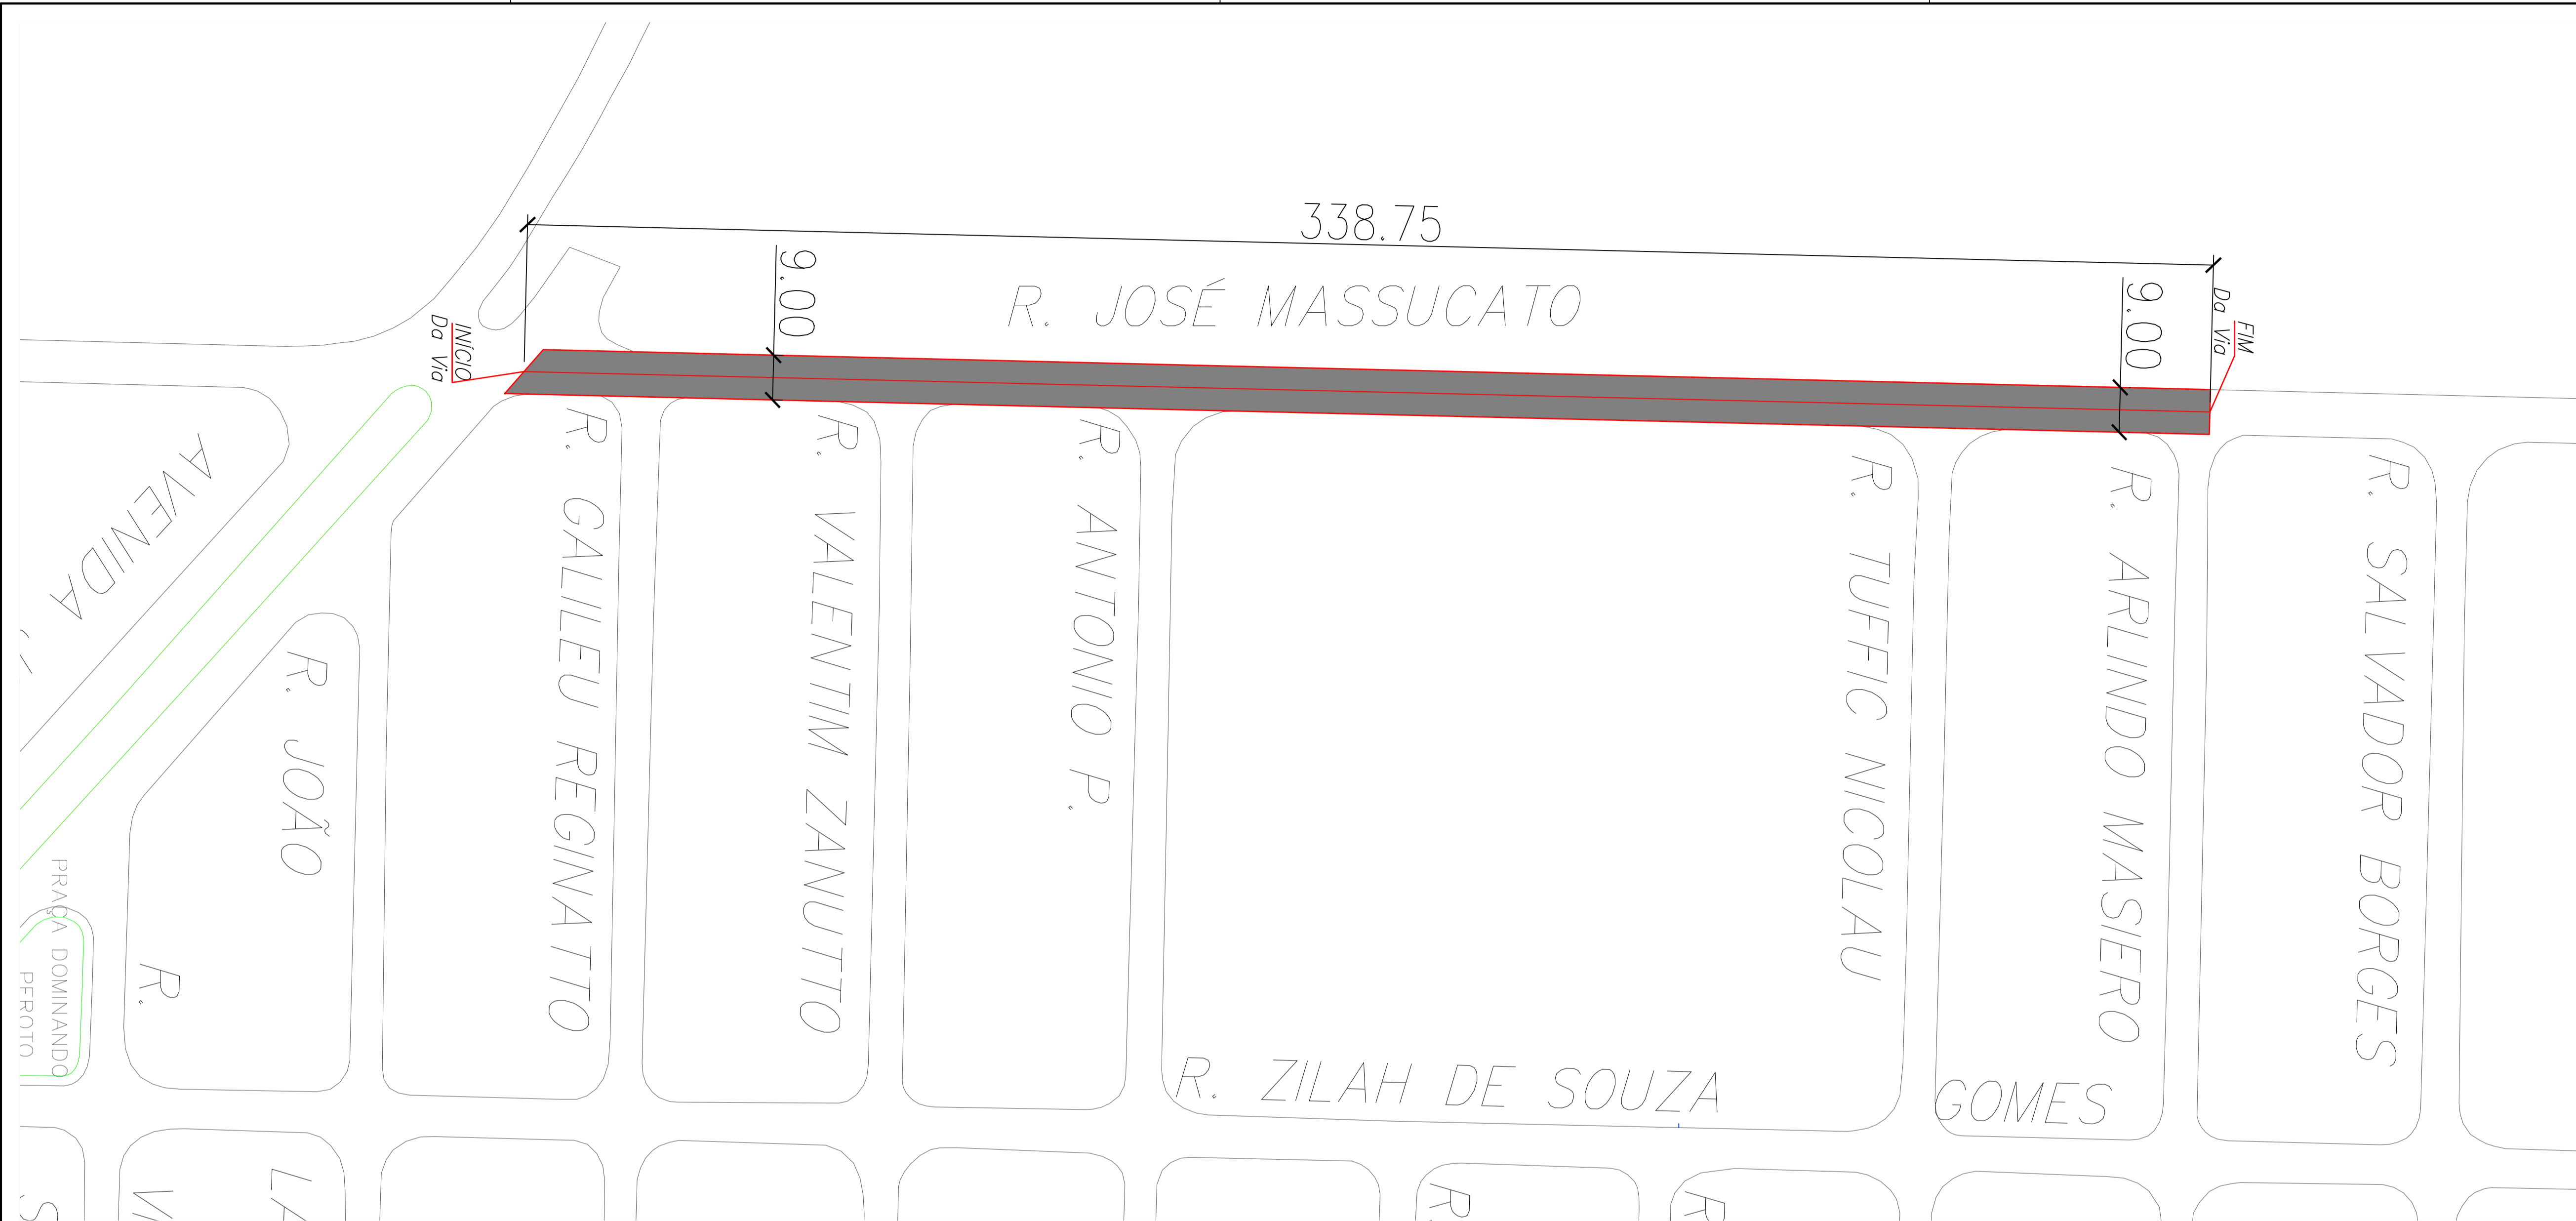 338.75
9.00
R. JOSÉ MASSUCATO
9.00
INÍCIO
Da Via
FIM
Da Via
AVENIDA
R. JOÃO
R. GALILEU REGINATTO
R. VALENTIM ZANUTTO
R. ANTONIO P.
R. TUFFIC NICOLAU
R. ARLINDO MASIERO
R. SALVADOR BORGES
PRAÇA DOMINANDO
PEROTO
R.
R. ZILAH DE SOUZA GOMES
LA
R.
R